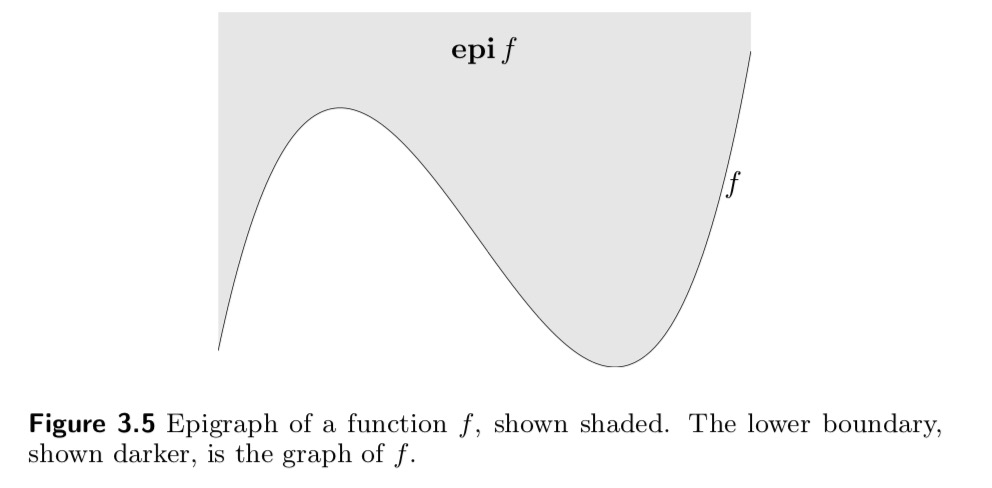 epi f
f
Figure 3.5 Epigraph of a function f, shown shaded. The lower boundary,
shown darker, is the graph of f.